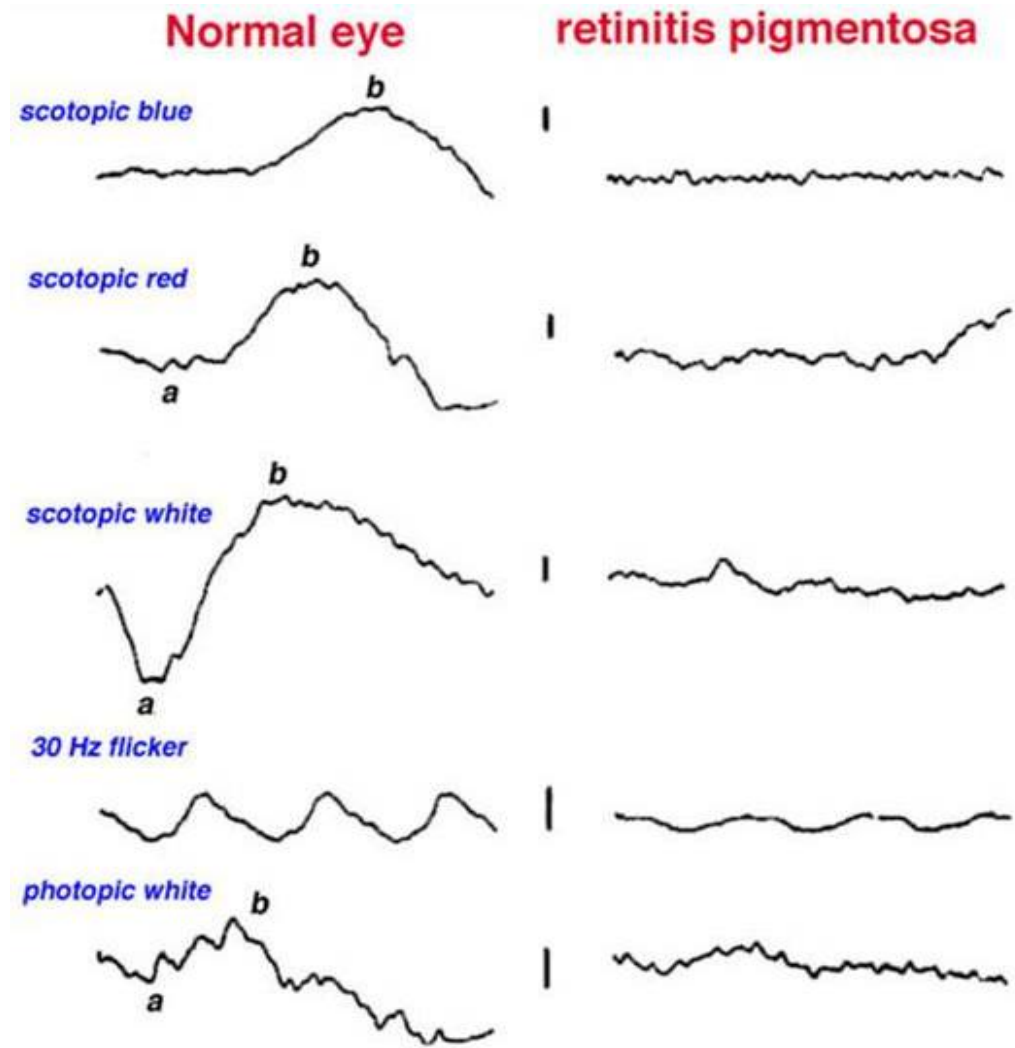 Normal eye retinitis pigmentosa
b
scotopic blue
b
scotopic red
a
b
scotopic white
a
30 Hz flicker
photopic white b
a